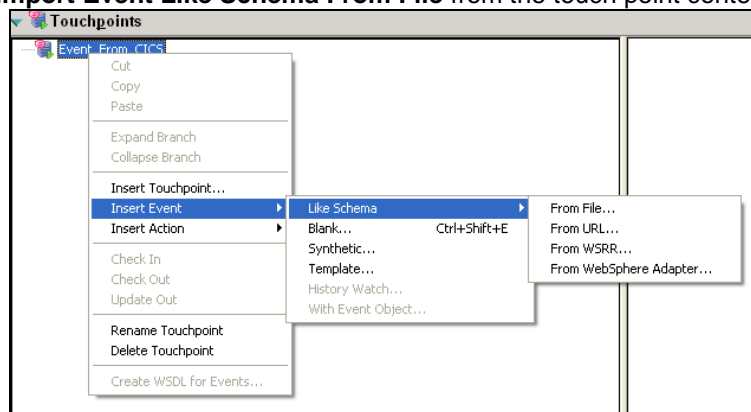 Import Event Like Schema From File from the touch point conte
Touchpoints
Event_From_CICS
Cut
Copy
Paste
Expand Branch
Collapse Branch
Insert Touchpoint...
Insert Event
Insert Action
Check In
Check Out
Update Out
Rename Touchpoint
Delete Touchpoint
Create WSDL for Events...
Like Schema
Blank... Ctrl+Shift+E
Synthetic...
Template...
History Watch...
With Event Object...
From File...
From URL...
From WSRR...
From WebSphere Adapter...